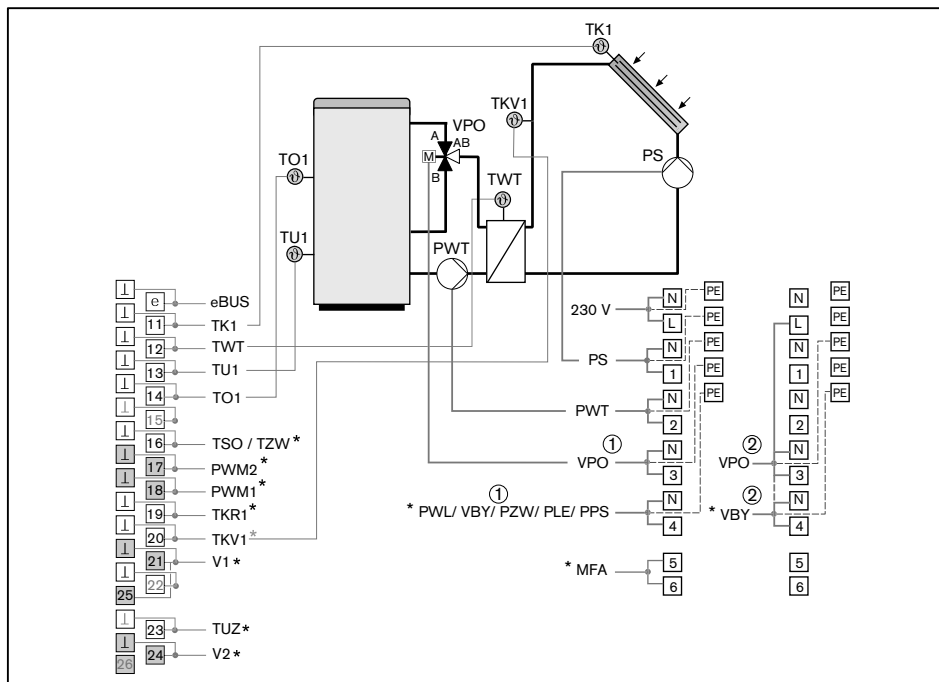 TK1
TKV1
VPO
A
AB
M
B
PS
TO1
TWT
TU1
PWT
⊥
e eBUS
⊥
11 TK1
⊥
12 TWT
⊥
13 TU1
⊥
14 TO1
⊥
15
⊥
16 TSO / TZW *
⊥
17 PWM2 *
⊥
18 PWM1 *
⊥
19 TKR1 *
⊥
20 TKV1 *
⊥
21 V1 *
⊥
22
25
⊥
23 TUZ *
⊥
24 V2 *
26
230 V N PE
L PE
PS N PE
1 PE
PWT N PE
2
① VPO N
3
① * PWL/ VBY/ PZW/ PLE/ PPS N
4
* MFA 5
6
N PE
L PE
N PE
1 PE
N PE
2
② VPO N
3
② * VBY N
4
5
6